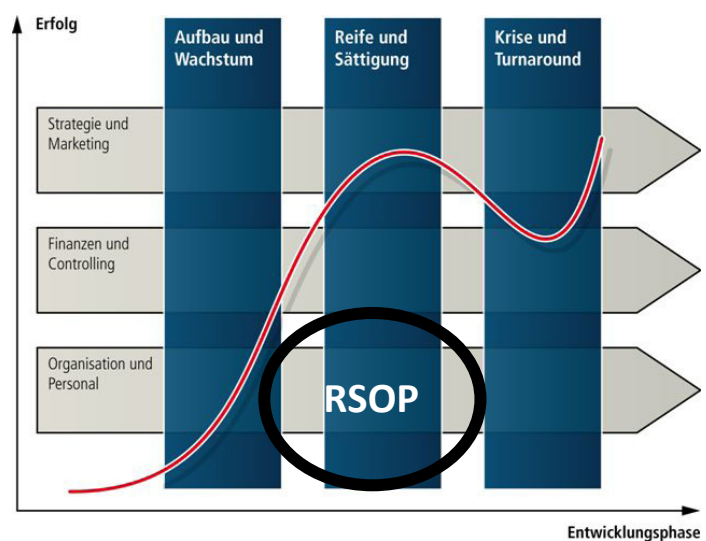 Erfolg
Aufbau und
Wachstum
Reife und
Sättigung
Krise und
Turnaround
Strategie und
Marketing
Finanzen und
Controlling
Organisation und
Personal
RSOP
Entwicklungsphase